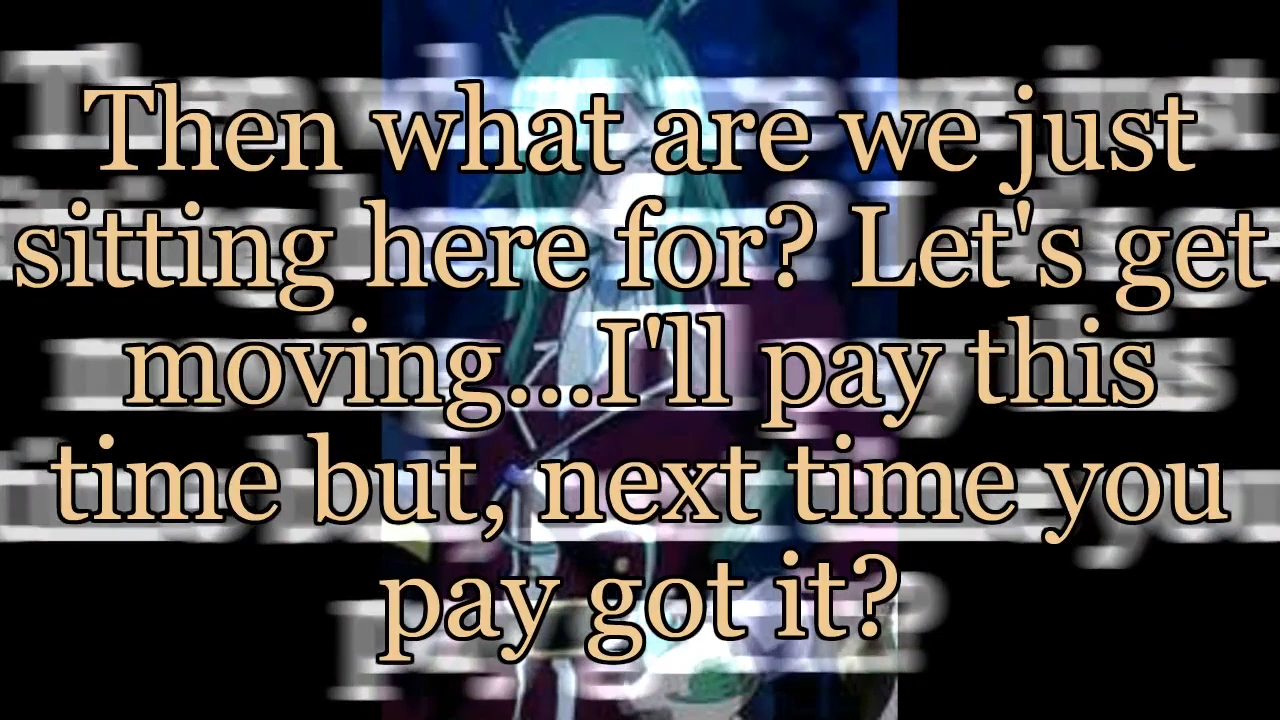 Then what are we just
sitting here for? Let's get
moving...I'll pay this
time but, next time you
pay got it?